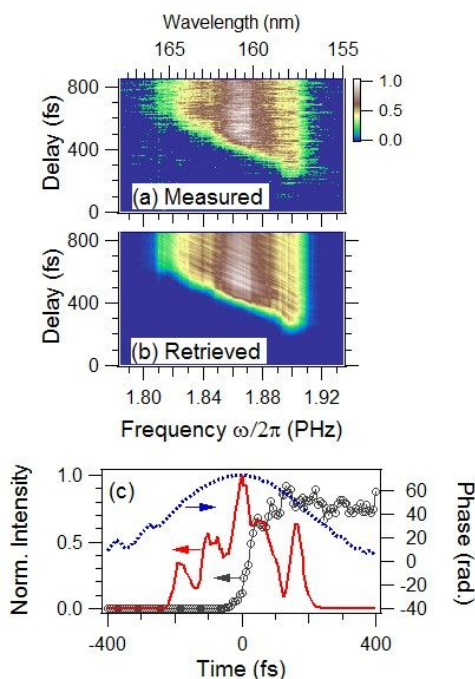 Wavelength (nm)
165 160 155
800
400
0
Delay (fs)
1.0
0.5
0.0
(a) Measured
800
400
0
Delay (fs)
(b) Retrieved
1.80 1.84 1.88 1.92
Frequency ω/2π (PHz)
1.0
0.5
0.0
Norm. Intensity
(c)
60
40
20
0
-20
-40
Phase (rad.)
-400 0 400
Time (fs)